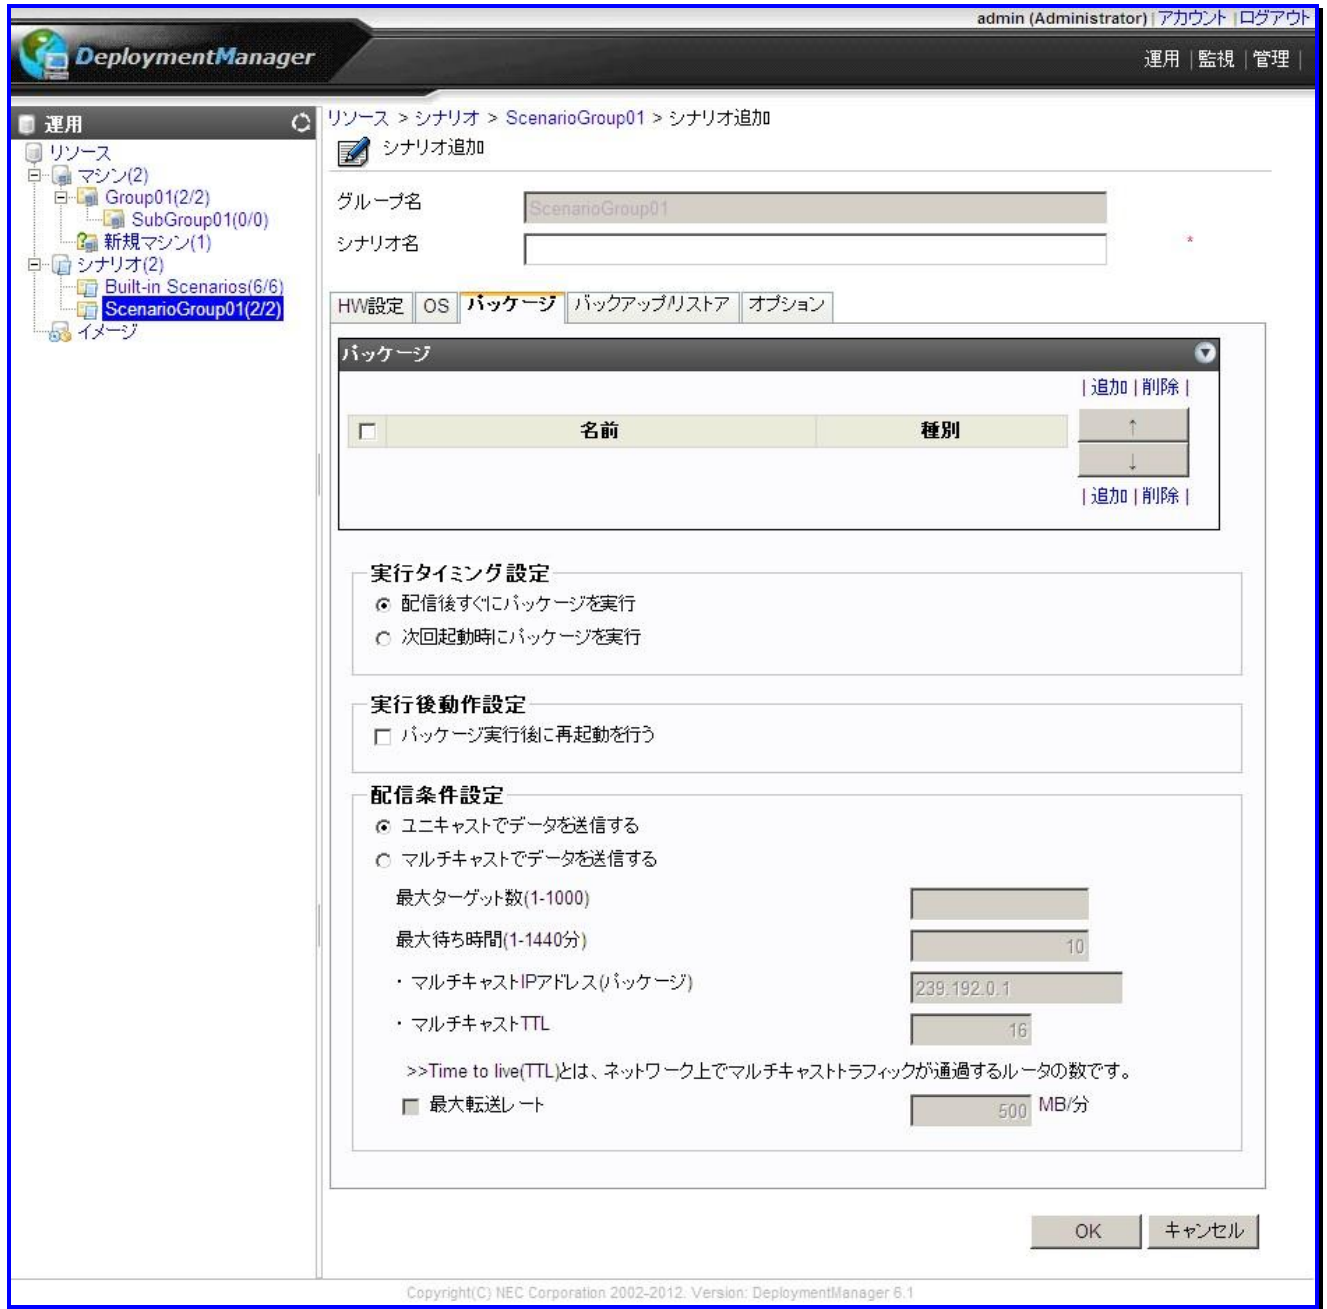 admin (Administrator) | アカウント | ログアウト
DeploymentManager
運用 | 監視 | 管理 |
運用
リソース
マシン(2)
Group01(2/2)
SubGroup01(0/0)
新規マシン(1)
シナリオ(2)
Built-in Scenarios(6/6)
ScenarioGroup01(2/2)
イメージ
リソース > シナリオ > ScenarioGroup01 > シナリオ追加
シナリオ追加
グループ名 ScenarioGroup01
シナリオ名 *
HW設定 OS パッケージ バックアップ/リストア オプション
パッケージ
| 追加 | 削除 |
名前 種別 ↑
↓
| 追加 | 削除 |
実行タイミング設定
配信後すぐにパッケージを実行
次回起動時にパッケージを実行
実行後動作設定
パッケージ実行後に再起動を行う
配信条件設定
ユニキャストでデータを送信する
マルチキャストでデータを送信する
最大ターゲット数(1-1000)
最大待ち時間(1-1440分) 10
・マルチキャストIPアドレス(パッケージ) 239.192.0.1
・マルチキャストTTL 16
>>Time to live(TTL)とは、ネットワーク上でマルチキャストトラフィックが通過するルータの数です。
最大転送レート 500 MB/分
OK キャンセル
Copyright(C) NEC Corporation 2002-2012. Version: DeploymentManager 6.1